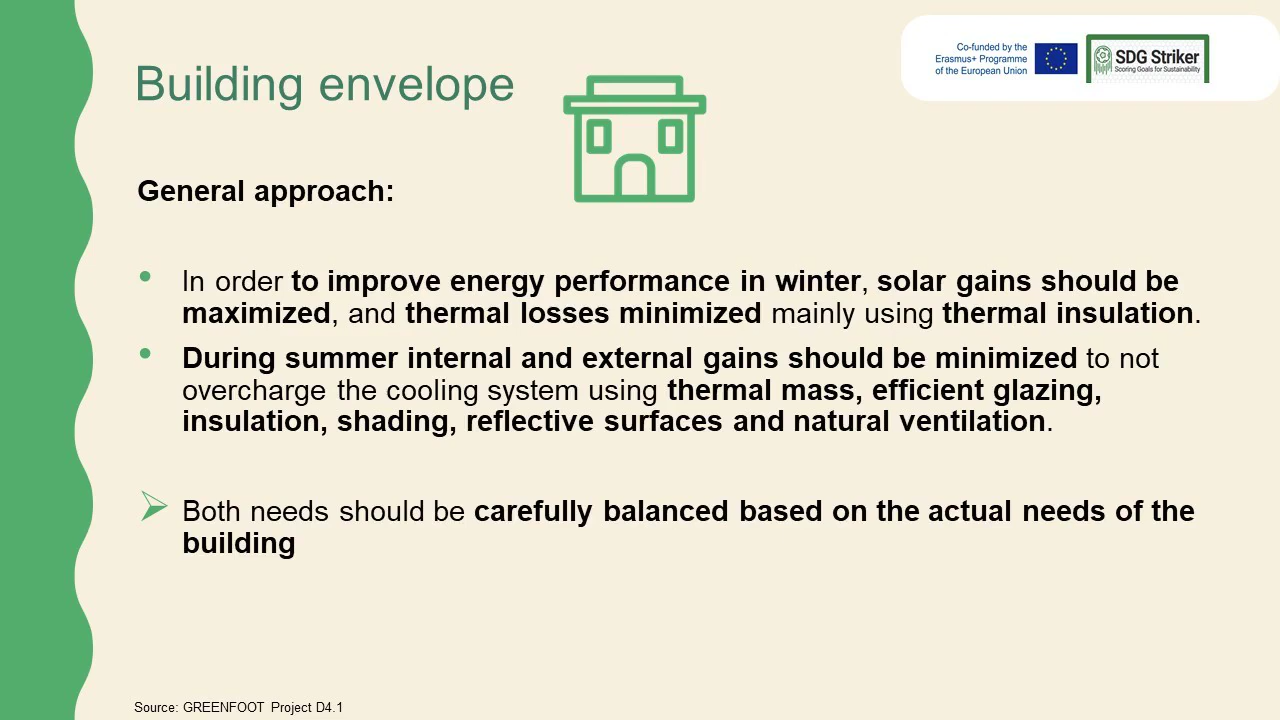 Co-funded by the
Erasmus+ Programme
of the European Union
SDG Striker
Scoring Goals for Sustainability
Building envelope
General approach:
• In order to improve energy performance in winter, solar gains should be
maximized, and thermal losses minimized mainly using thermal insulation.
• During summer internal and external gains should be minimized to not
overcharge the cooling system using thermal mass, efficient glazing,
insulation, shading, reflective surfaces and natural ventilation.
➢ Both needs should be carefully balanced based on the actual needs of the
building
Source: GREENFOOT Project D4.1